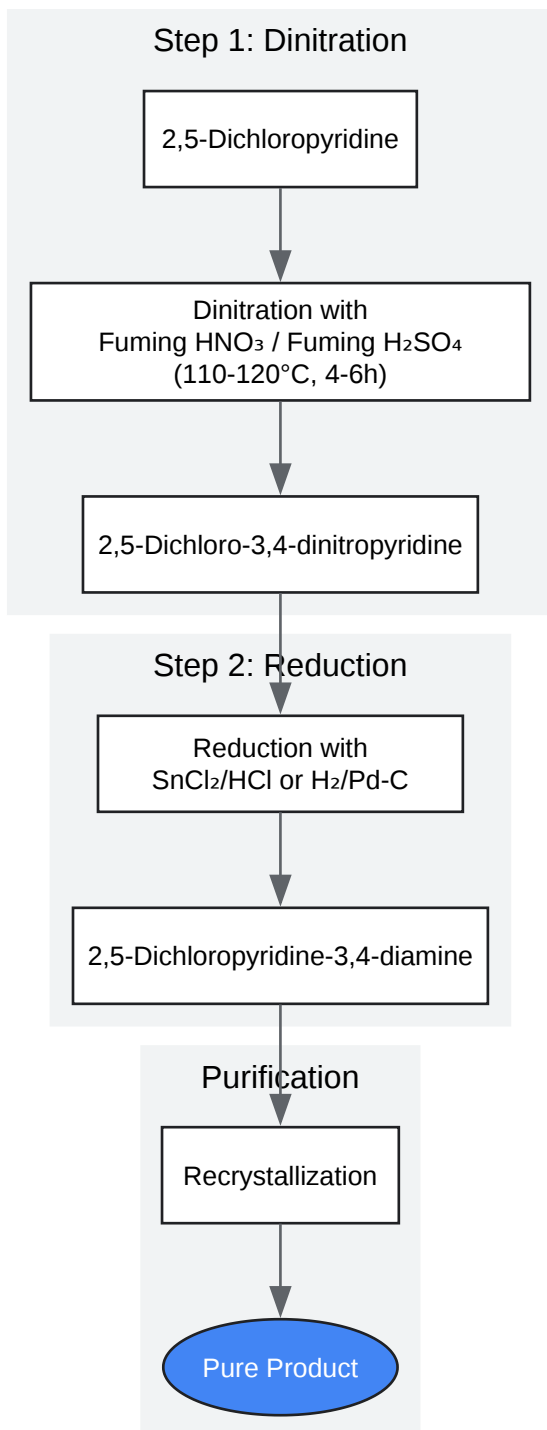 Step 1: Dinitration
2,5-Dichloropyridine
Dinitration with
Fuming HNO₃ / Fuming H₂SO₄
(110-120°C, 4-6h)
2,5-Dichloro-3,4-dinitropyridine
Step 2: Reduction
Reduction with
SnCl₂/HCl or H₂/Pd-C
2,5-Dichloropyridine-3,4-diamine
Purification
Recrystallization
Pure Product